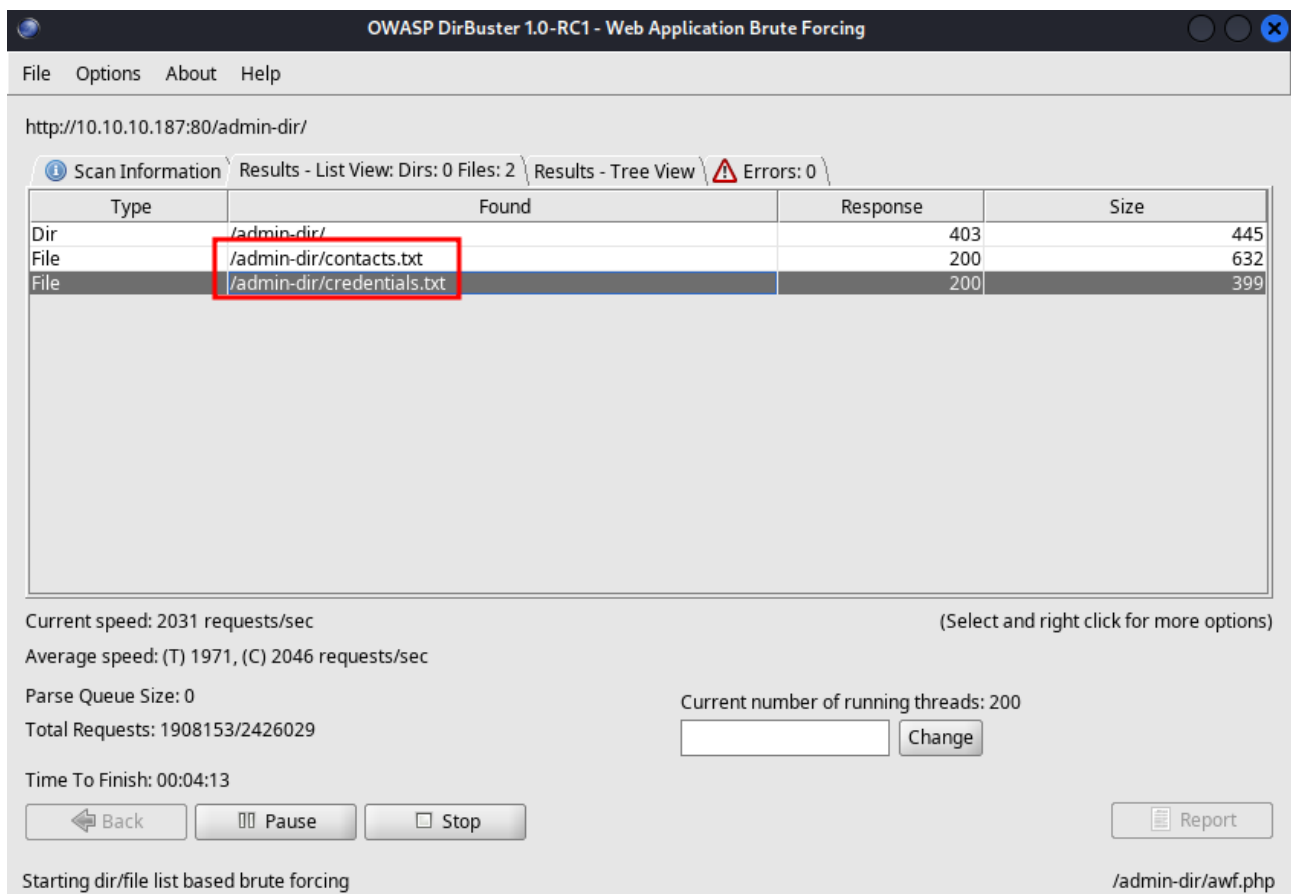 OWASP DirBuster 1.0-RC1 - Web Application Brute Forcing
File Options About Help
http://10.10.10.187:80/admin-dir/
Scan Information Results - List View: Dirs: 0 Files: 2 Results - Tree View Errors: 0
Type Found Response Size
Dir /admin-dir/ 403 445
File /admin-dir/contacts.txt 200 632
File /admin-dir/credentials.txt 200 399
Current speed: 2031 requests/sec (Select and right click for more options)
Average speed: (T) 1971, (C) 2046 requests/sec
Parse Queue Size: 0
Current number of running threads: 200
Total Requests: 1908153/2426029
Change
Time To Finish: 00:04:13
Back Pause Stop Report
Starting dir/file list based brute forcing /admin-dir/awf.php